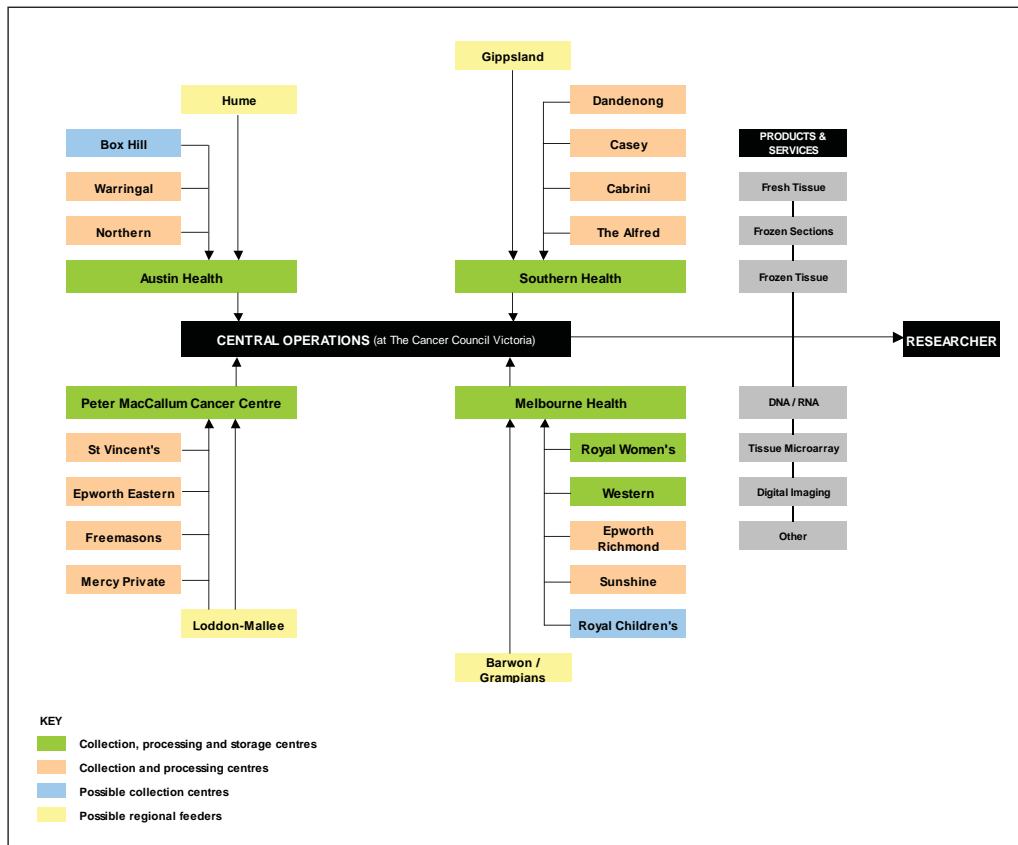 Gippsland
Hume
Dandenong
Box Hill
Casey
PRODUCTS &
SERVICES
Warringal
Cabrini
Fresh Tissue
Northern
The Alfred
Frozen Sections
Austin Health
Southern Health
Frozen Tissue
CENTRAL OPERATIONS (at The Cancer Council Victoria)
RESEARCHER
Peter MacCallum Cancer Centre
Melbourne Health
DNA / RNA
St Vincent's
Royal Women's
Tissue Microarray
Epworth Eastern
Western
Digital Imaging
Freemasons
Epworth
Richmond
Other
Mercy Private
Sunshine
Loddon-Mallee
Royal Children's
Barwon /
Grampians
KEY
Collection, processing and storage centres
Collection and processing centres
Possible collection centres
Possible regional feeders